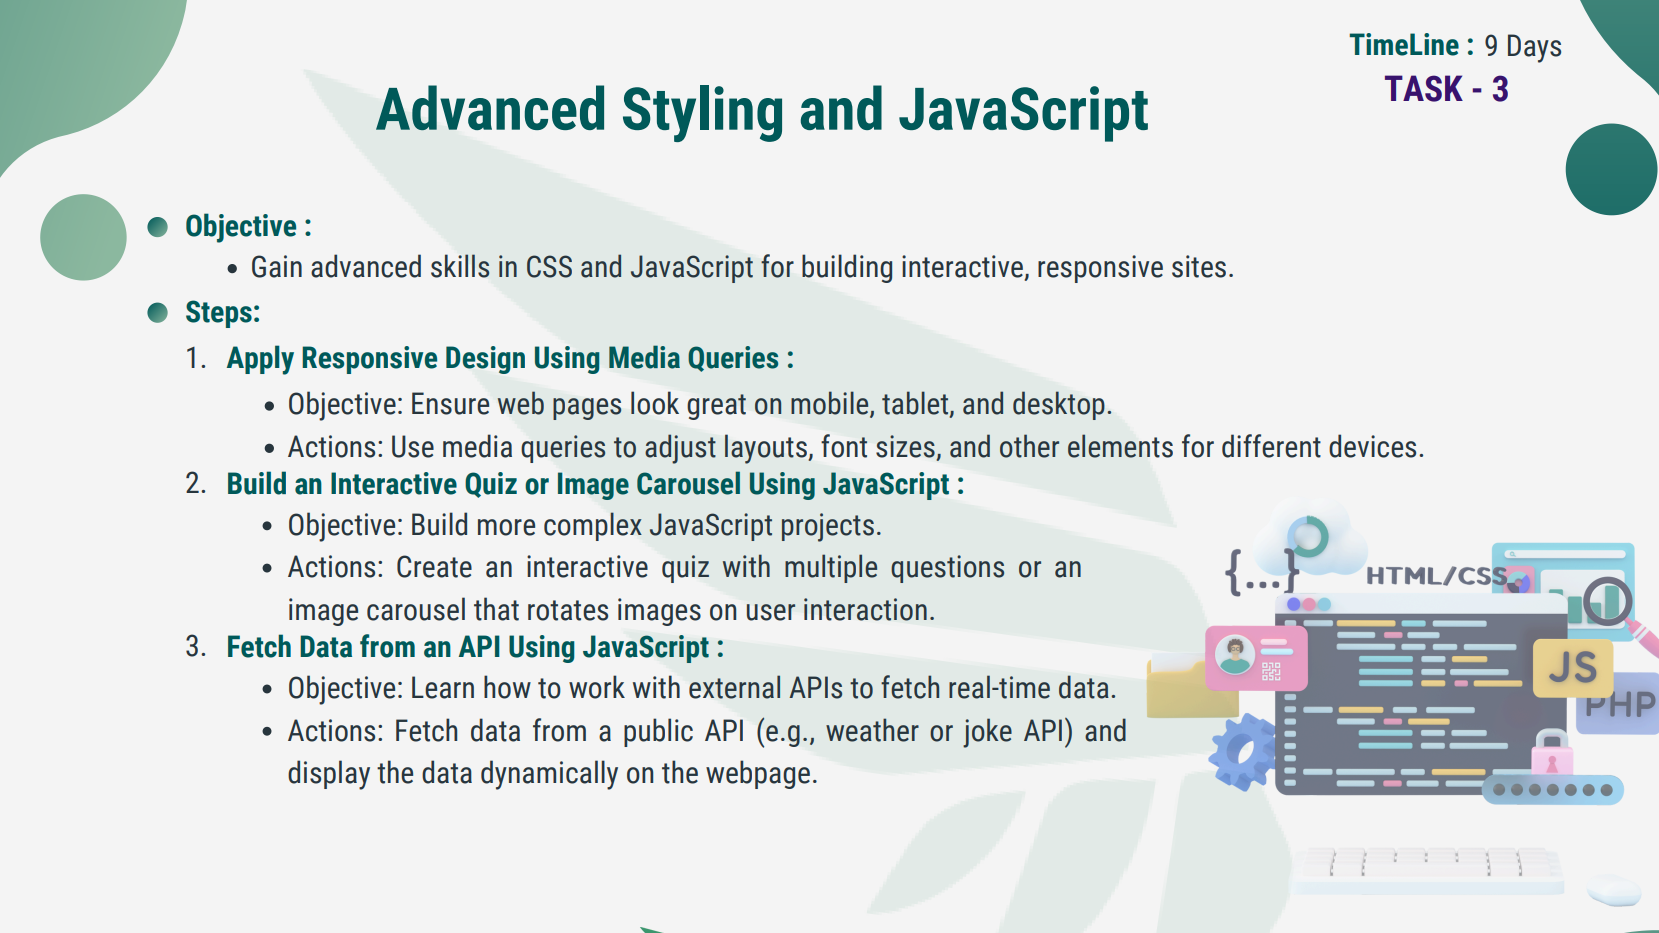 TimeLine : 9 Days
TASK - 3
Advanced Styling and JavaScript
Objective :
Gain advanced skills in CSS and JavaScript for building interactive, responsive sites.
Steps:
1. Apply Responsive Design Using Media Queries :
Objective: Ensure web pages look great on mobile, tablet, and desktop.
Actions: Use media queries to adjust layouts, font sizes, and other elements for different devices.
2. Build an Interactive Quiz or Image Carousel Using JavaScript :
Objective: Build more complex JavaScript projects.
Actions: Create an interactive quiz with multiple questions or an
image carousel that rotates images on user interaction.
3. Fetch Data from an API Using JavaScript :
Objective: Learn how to work with external APIs to fetch real-time data.
Actions: Fetch data from a public API (e.g., weather or joke API) and
display the data dynamically on the webpage.
{...}
HTML/CSS
JS
PHP